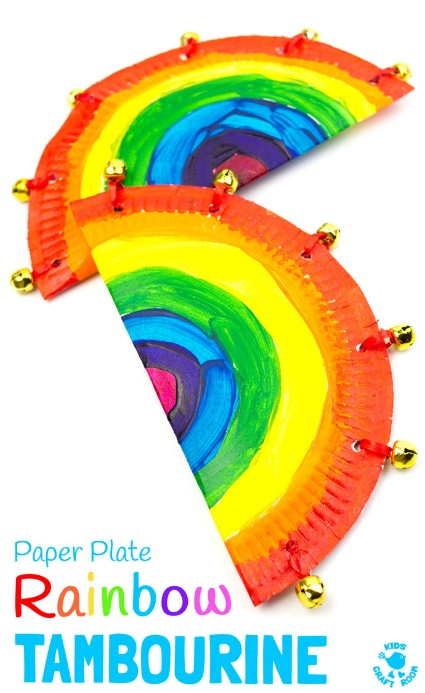 Paper Plate
Rainbow
TAMBOURINE
KIDS
CRAFT ROOM